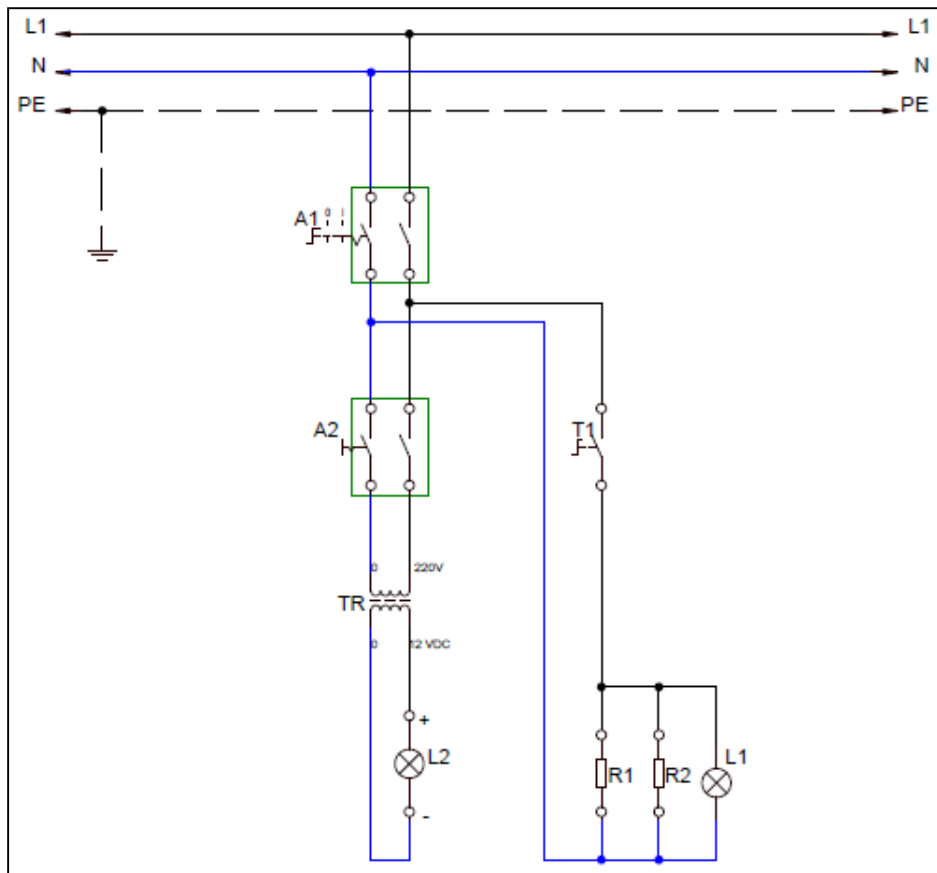 L1 L1
N N
PE PE
A1 0 I
A2
T1
0 220V
TR
0 12 VDC
+
L2
-
R1 R2 L1